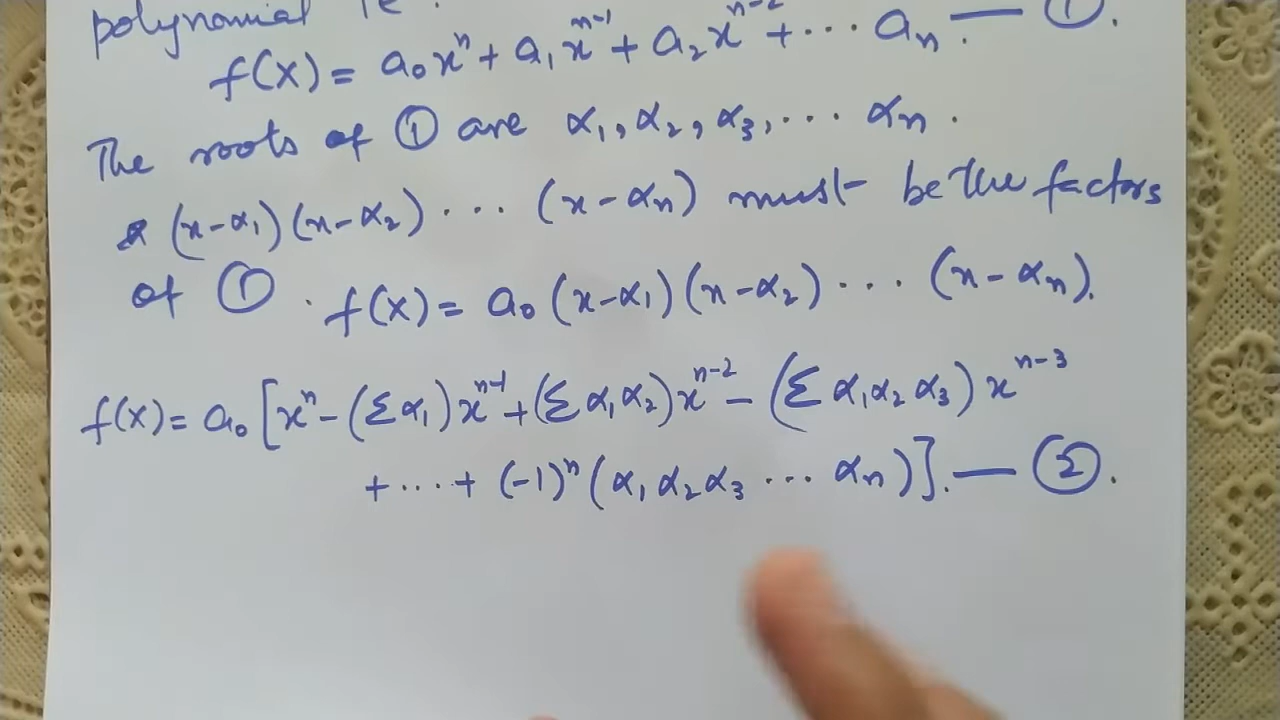 polynomial ie.
f(x) = a₀xⁿ + a₁xⁿ⁻¹ + a₂xⁿ⁻² + ... aₙ. — ①.
The roots of ① are α₁, α₂, α₃, ... αₙ.
(x-α₁)(x-α₂) ... (x-αₙ) must be the factors
of ①. f(x) = a₀(x-α₁)(x-α₂) ... (x-αₙ).
f(x) = a₀[xⁿ - (Σα₁)xⁿ⁻¹ + (Σα₁α₂)xⁿ⁻² - (Σα₁α₂α₃)xⁿ⁻³
+ ... + (-1)ⁿ(α₁α₂α₃ ... αₙ)]. — ②.